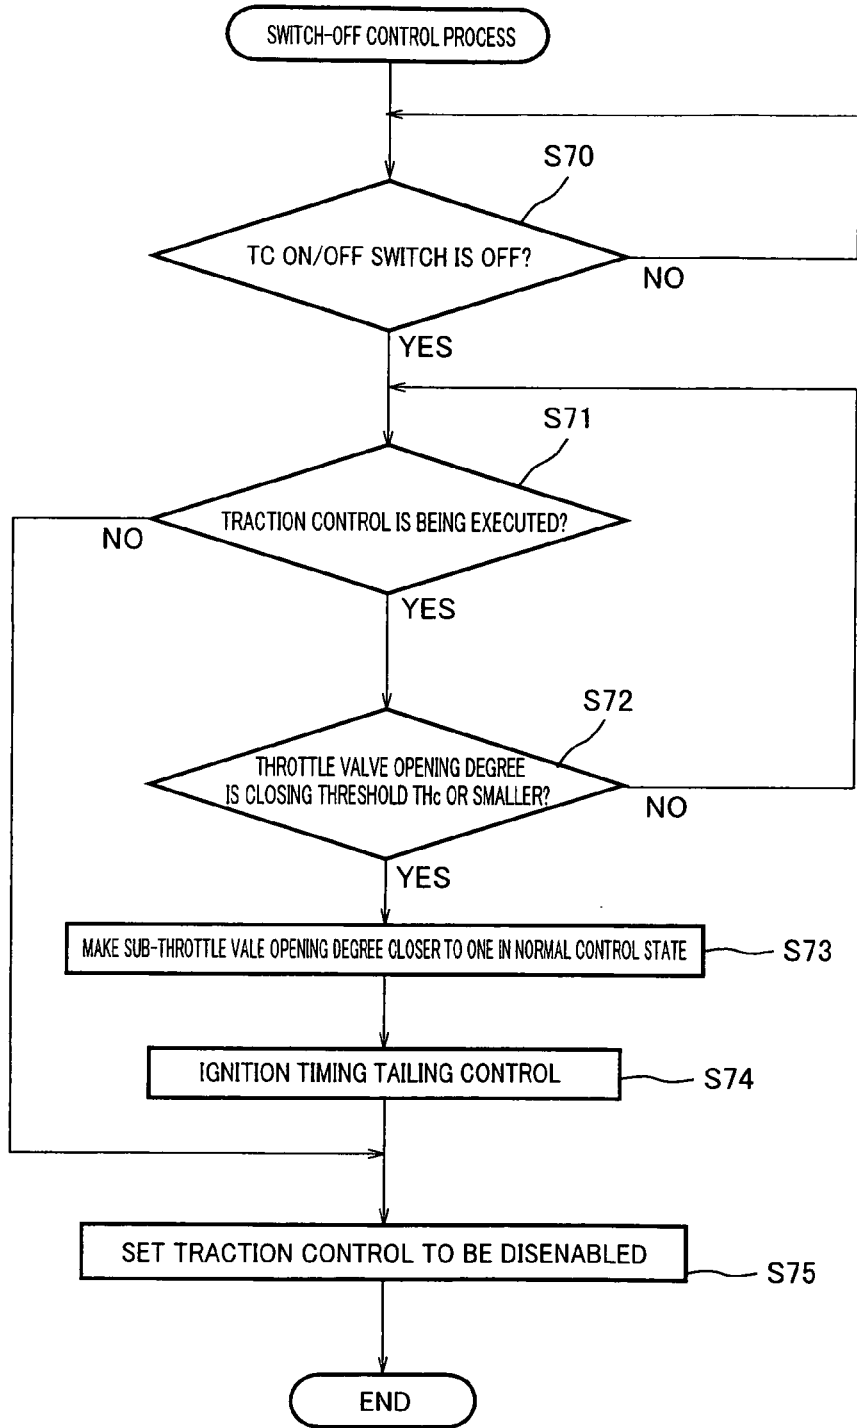 SWITCH-OFF CONTROL PROCESS
S70
TC ON/OFF SWITCH IS OFF?
NO
YES
S71
TRACTION CONTROL IS BEING EXECUTED?
NO
YES
S72
THROTTLE VALVE OPENING DEGREE
IS CLOSING THRESHOLD THc OR SMALLER?
NO
YES
MAKE SUB-THROTTLE VALE OPENING DEGREE CLOSER TO ONE IN NORMAL CONTROL STATE
S73
IGNITION TIMING TAILING CONTROL
S74
SET TRACTION CONTROL TO BE DISENABLED
S75
END